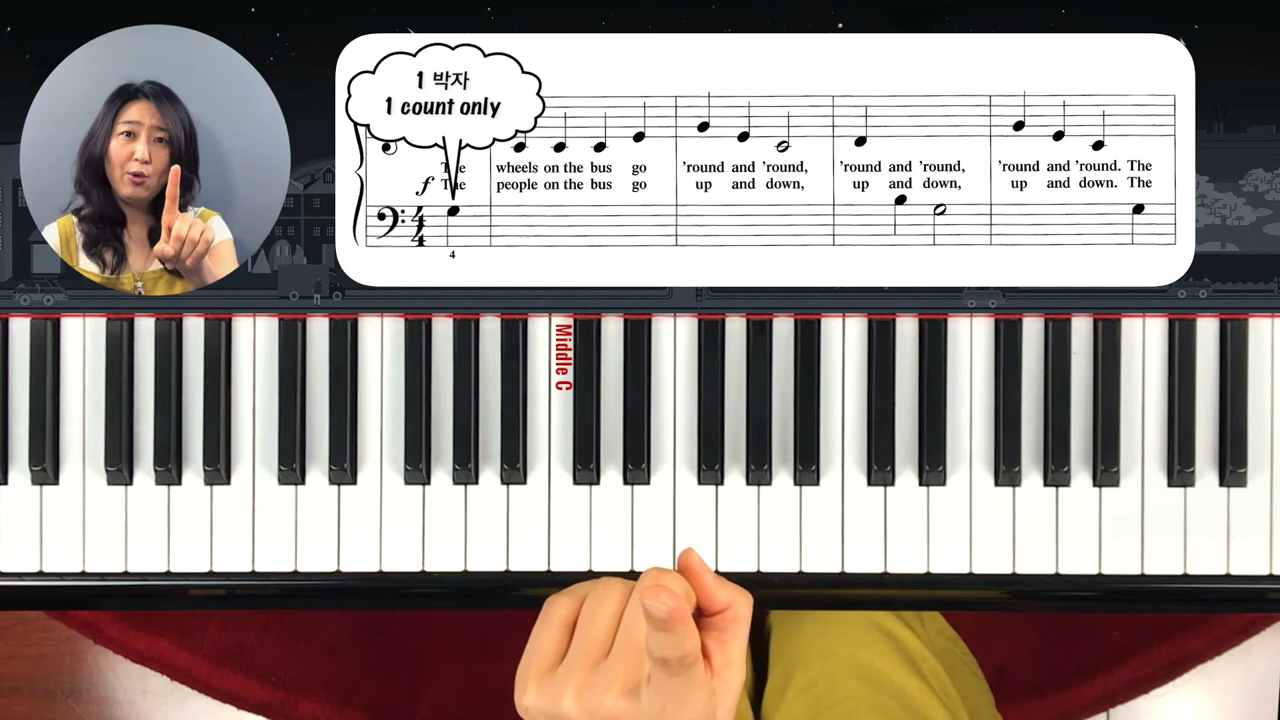 1 박자
1 count only
The wheels on the bus go 'round and 'round, 'round and 'round, 'round and 'round. The
The people on the bus go up and down, up and down, up and down. The
f
4
4
4
Middle C